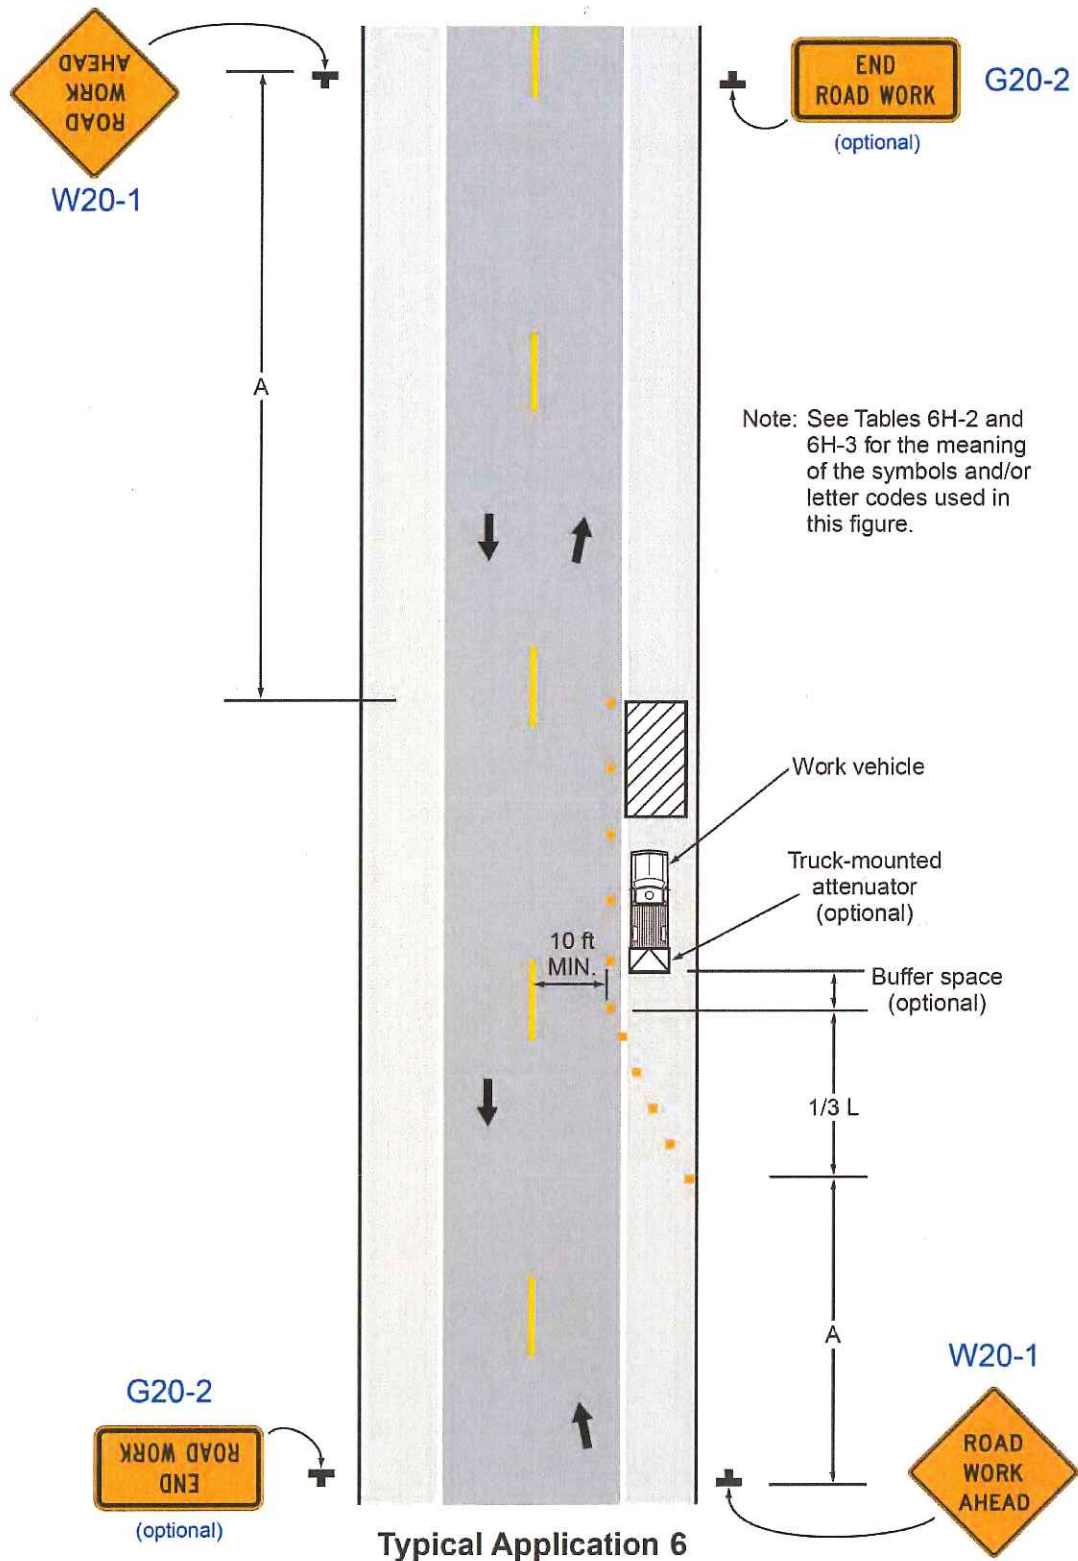 ROAD
WORK
AHEAD
W20-1
END
ROAD WORK
G20-2
(optional)
A
Note: See Tables 6H-2 and
6H-3 for the meaning
of the symbols and/or
letter codes used in
this figure.
Work vehicle
Truck-mounted
attenuator
(optional)
10 ft
MIN.
Buffer space
(optional)
1/3 L
A
W20-1
ROAD
WORK
AHEAD
G20-2
END
ROAD WORK
(optional)
Typical Application 6